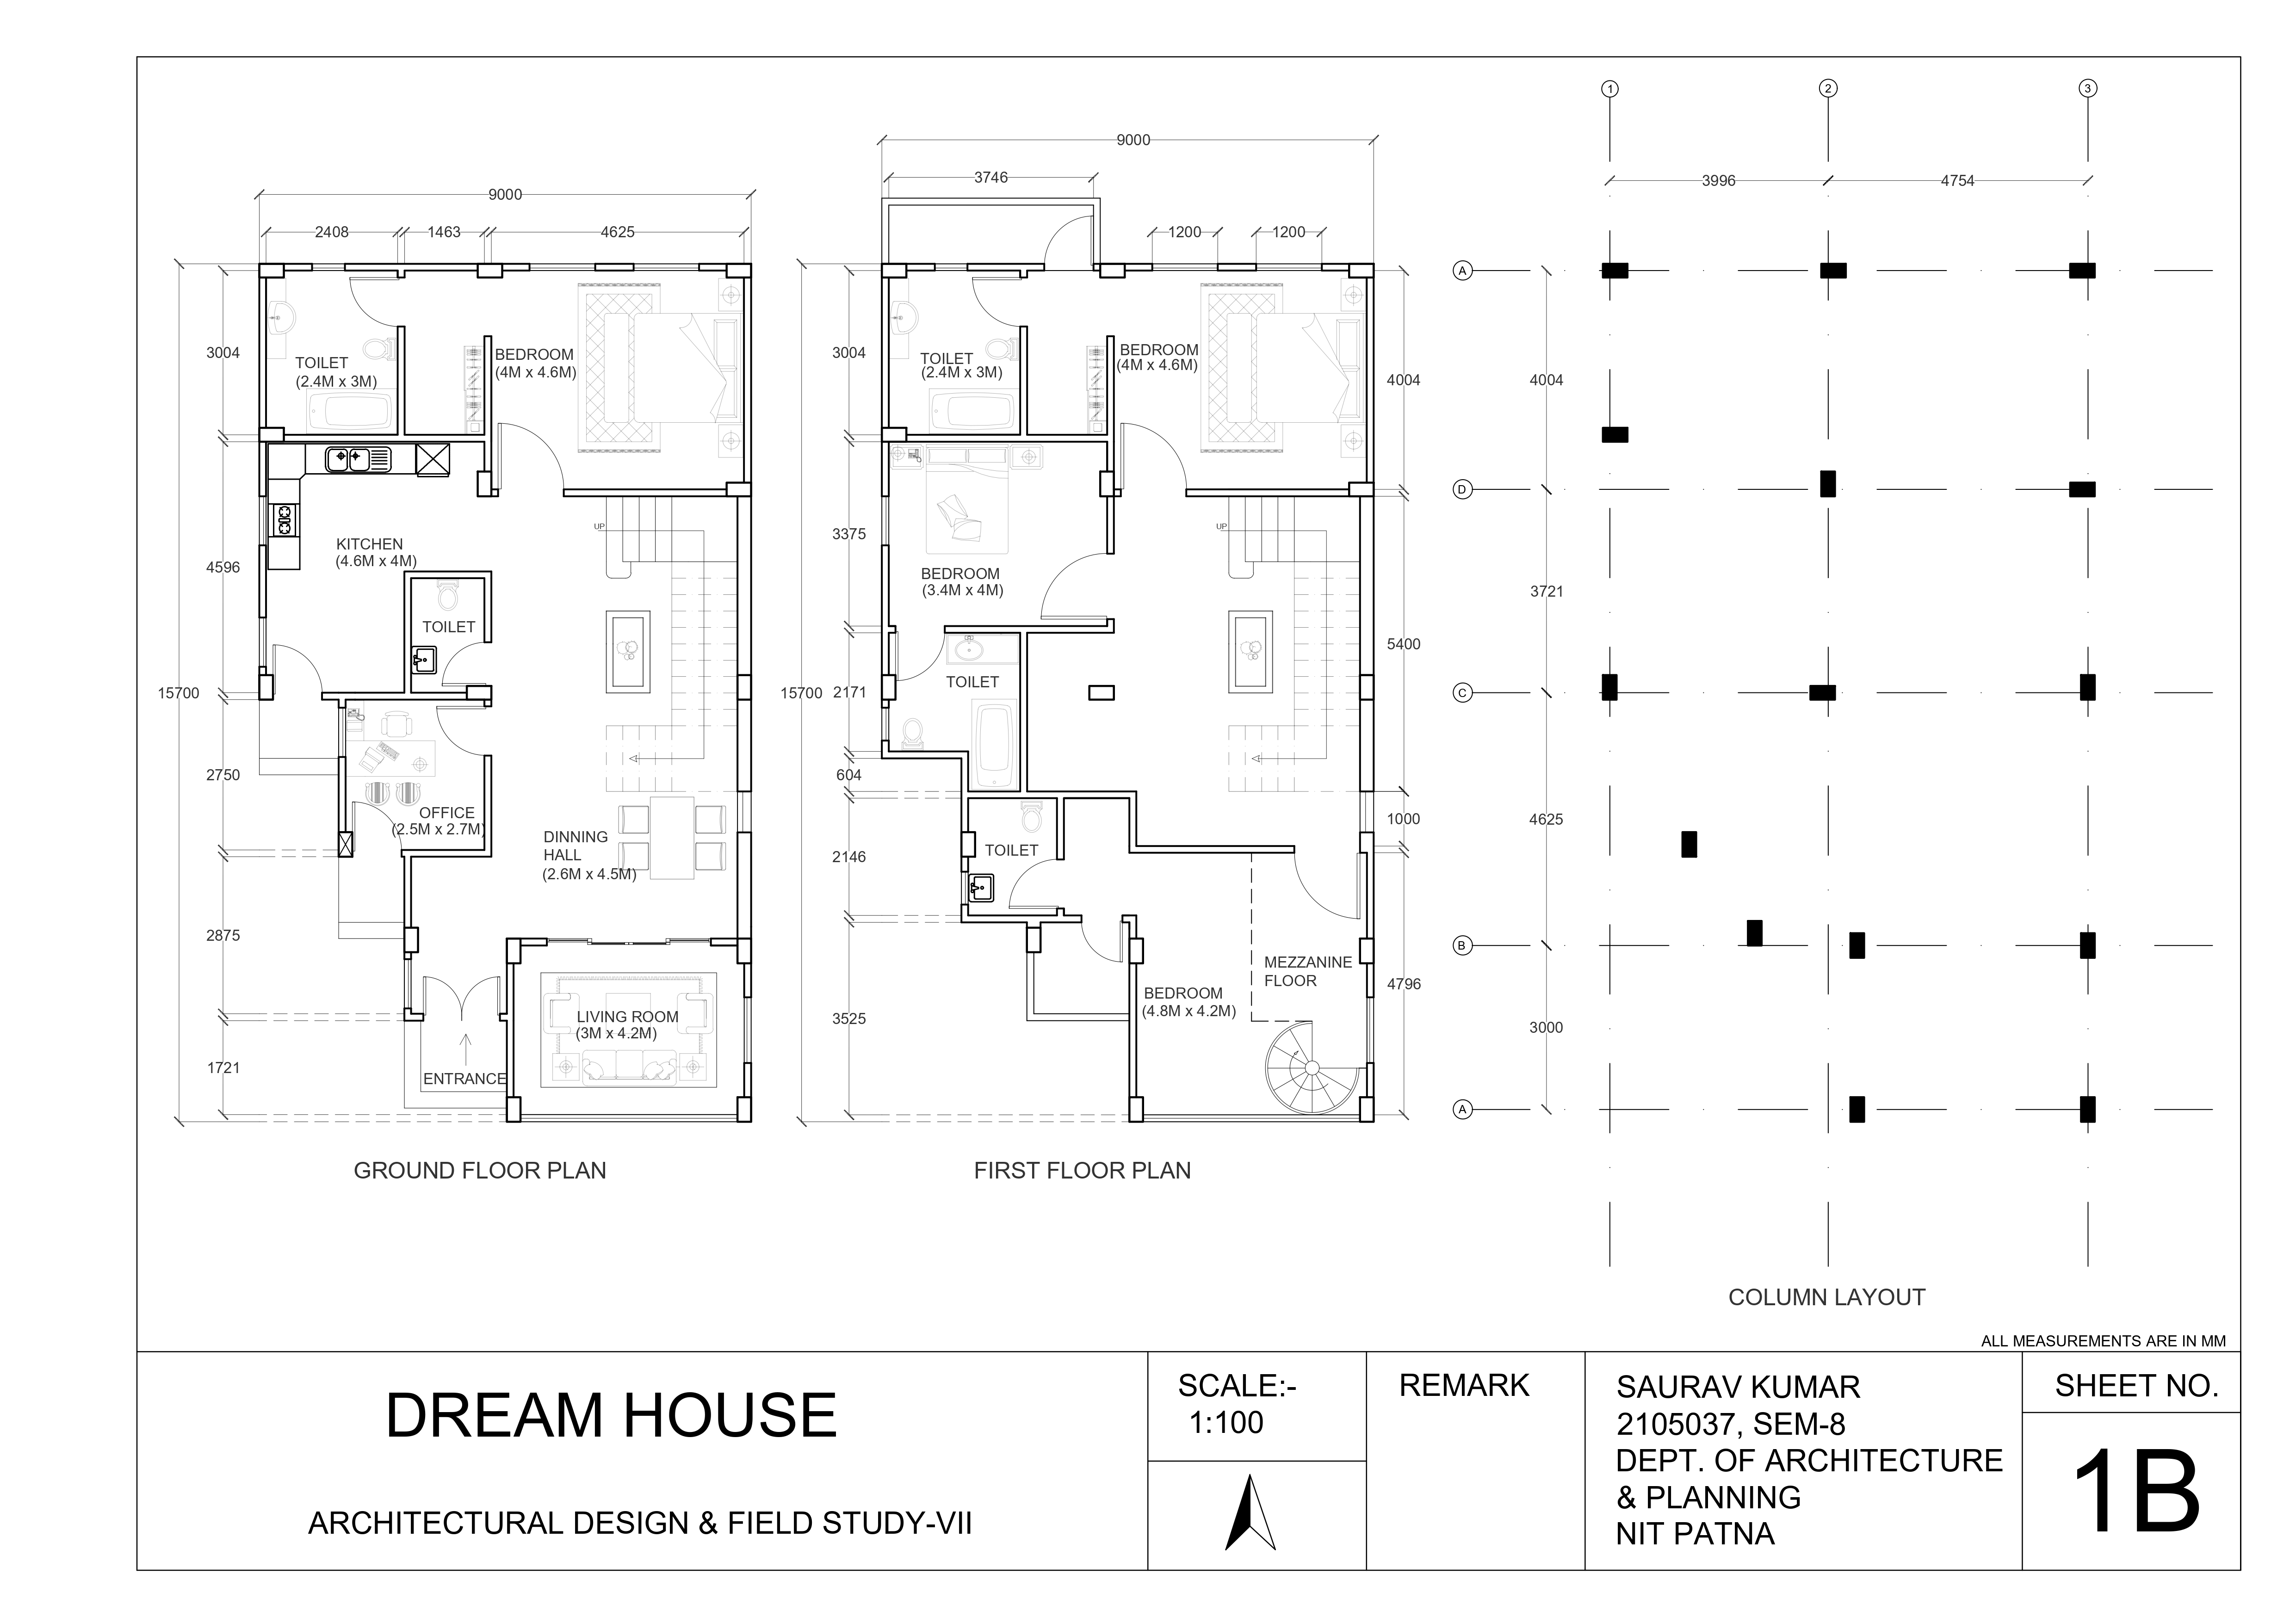 9000
2408
1463
4625
15700
3004
4596
2750
2875
1721
TOILET
(2.4M x 3M)
BEDROOM
(4M x 4.6M)
KITCHEN
(4.6M x 4M)
UP
TOILET
OFFICE
(2.5M x 2.7M)
DINNING
HALL
(2.6M x 4.5M)
LIVING ROOM
(3M x 4.2M)
ENTRANCE
GROUND FLOOR PLAN
9000
3746
1200
1200
15700
3004
3375
2171
604
2146
3525
4004
5400
1000
4796
TOILET
(2.4M x 3M)
BEDROOM
(4M x 4.6M)
UP
BEDROOM
(3.4M x 4M)
TOILET
TOILET
MEZZANINE
FLOOR
BEDROOM
(4.8M x 4.2M)
FIRST FLOOR PLAN
1
2
3
3996
4754
A
4004
D
3721
C
4625
B
3000
A
COLUMN LAYOUT
ALL MEASUREMENTS ARE IN MM
DREAM HOUSE
ARCHITECTURAL DESIGN & FIELD STUDY-VII
SCALE:-
1:100
REMARK
SAURAV KUMAR
2105037, SEM-8
DEPT. OF ARCHITECTURE
& PLANNING
NIT PATNA
SHEET NO.
1B